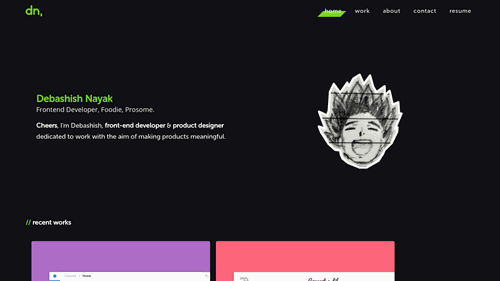 dn,
home work about contact resume
Debashish Nayak
Frontend Developer, Foodie, Prosome.
Cheers, I'm Debashish, front-end developer & product designer
dedicated to work with the aim of making products meaningful.
// recent works